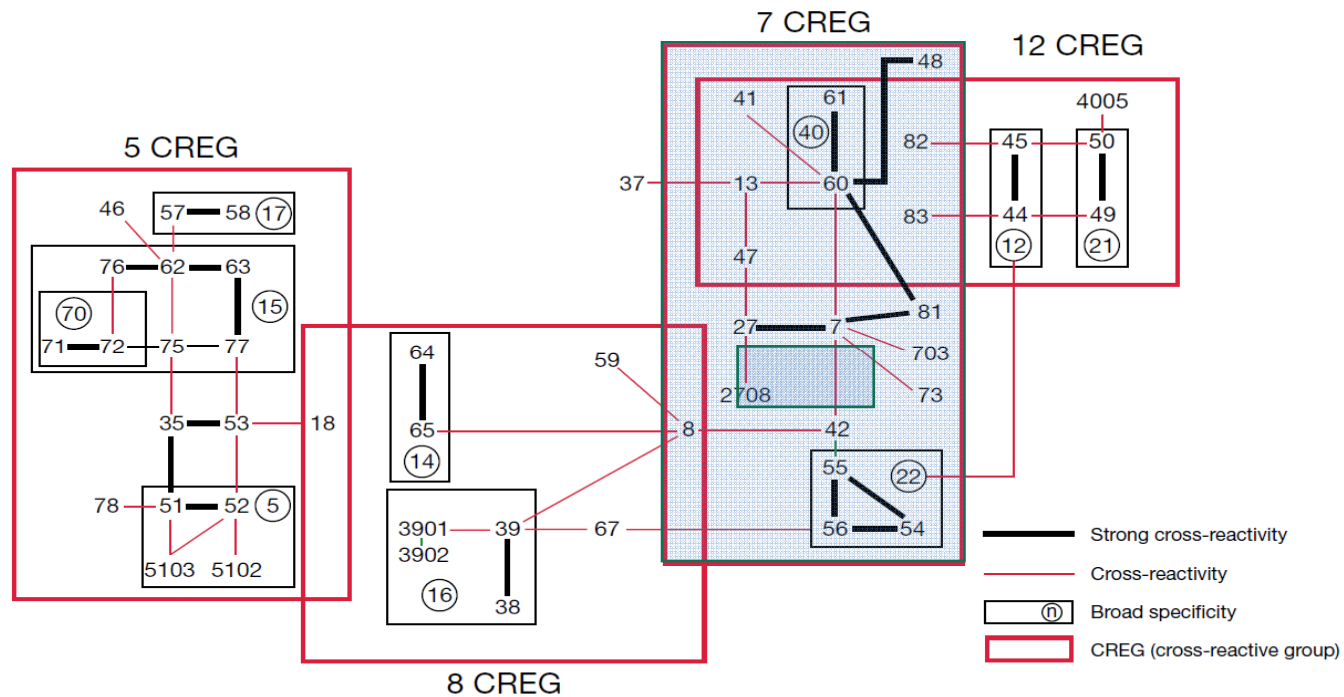 7 CREG
12 CREG
48
41 61
4005
40
82 45 50
5 CREG
37 13 60
46 57 58 17
83 44 49
12 21
47
76 62 63
70 15
81
27 7
71 72 75 77
64 703
59
2708 73
35 53 18 65 8 42
14
55 22
78 51 52 5
3901 39 67 56 54
Strong cross-reactivity
3902
5103 5102
Cross-reactivity
16
38
n Broad specificity
CREG (cross-reactive group)
8 CREG